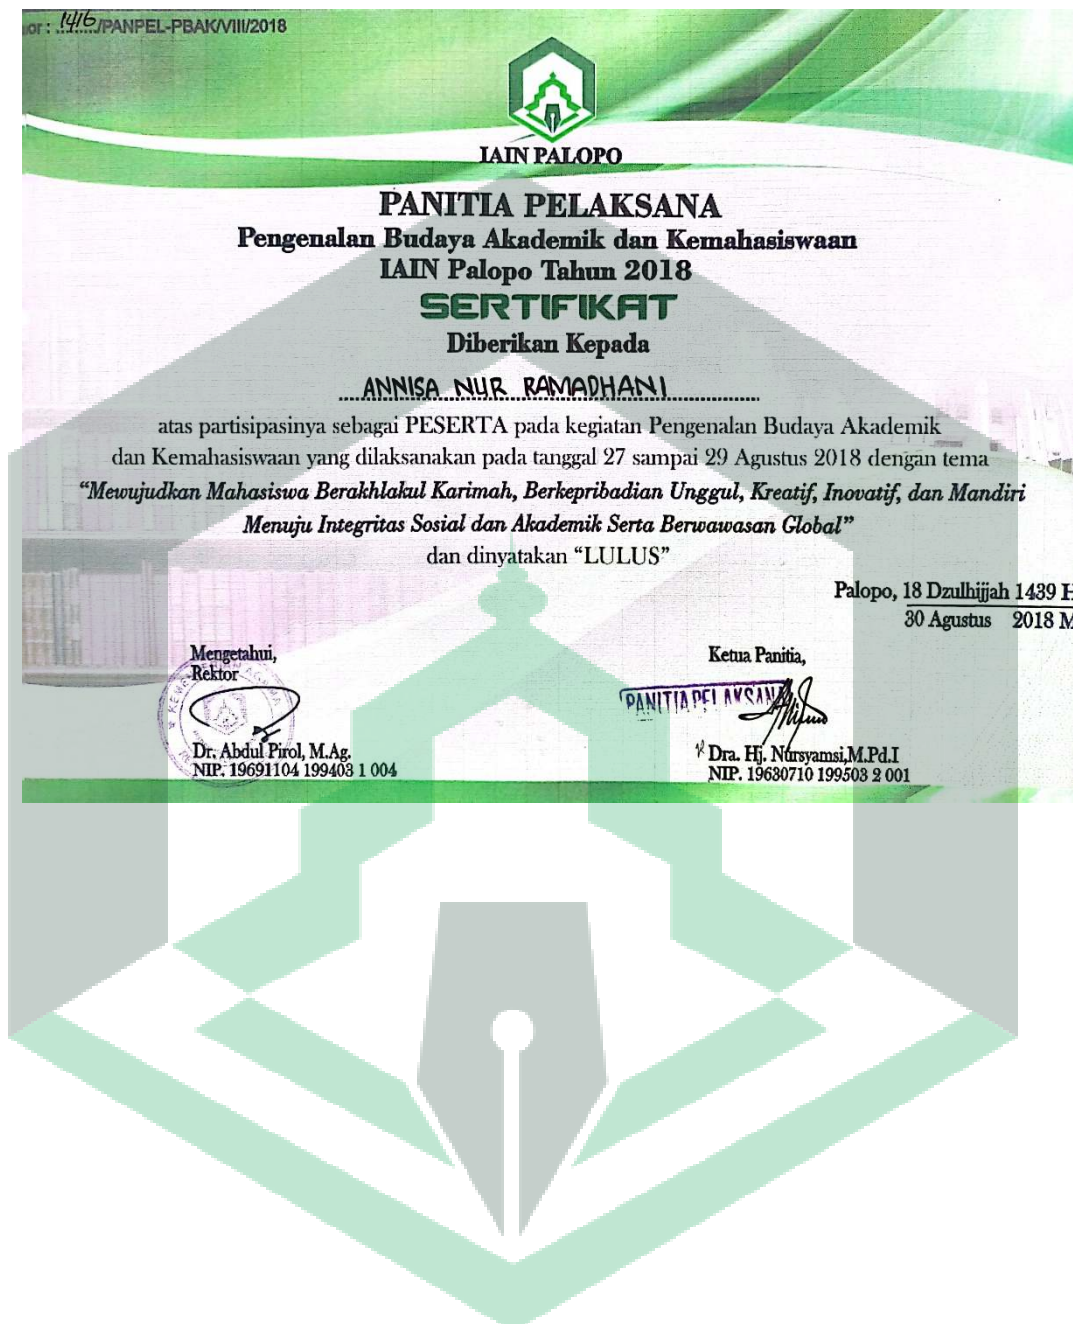 or : 1416/PANPEL-PBAK/VIII/2018
IAIN PALOPO
PANITIA PELAKSANA
Pengenalan Budaya Akademik dan Kemahasiswaan
IAIN Palopo Tahun 2018
SERTIFIKAT
Diberikan Kepada
ANNISA NUR RAMADHANI
atas partisipasinya sebagai PESERTA pada kegiatan Pengenalan Budaya Akademik
dan Kemahasiswaan yang dilaksanakan pada tanggal 27 sampai 29 Agustus 2018 dengan tema
“Mewujudkan Mahasiswa Berakhlakul Karimah, Berkepribadian Unggul, Kreatif, Inovatif, dan Mandiri
Menuju Integritas Sosial dan Akademik Serta Berwawasan Global”
dan dinyatakan “LULUS”
Palopo, 18 Dzulhijjah 1439 H
30 Agustus 2018 M
Mengetahui,
Rektor
Dr. Abdul Pirol, M.Ag.
NIP. 19691104 199403 1 004
Ketua Panitia,
PANITIA PELAKSANA
Dra. Hj. Nursyamsi,M.Pd.I
NIP. 19630710 199503 2 001